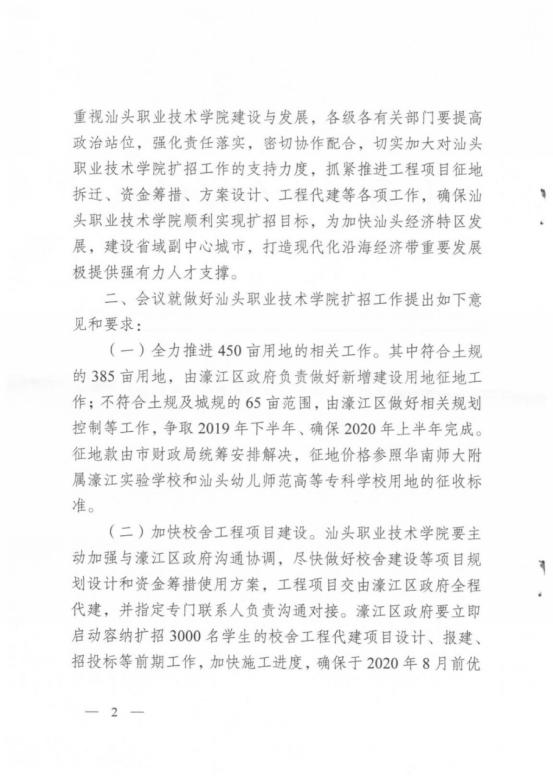 重视汕头职业技术学院建设与发展，各级各有关部门要提高
政治站位，强化责任落实，密切协作配合，切实加大对汕头
职业技术学院扩招工作的支持力度，抓紧推进工程项目征地
拆迁、资金筹措、方案设计、工程代建等各项工作，确保汕
头职业技术学院顺利实现扩招目标，为加快汕头经济特区发
展，建设省域副中心城市，打造现代化沿海经济带重要发展
极提供强有力人才支撑。
二、会议就做好汕头职业技术学院扩招工作提出如下意
见和要求：
（一）全力推进 450 亩用地的相关工作。其中符合土规
的 385 亩用地，由濠江区政府负责做好新增建设用地征地工
作；不符合土规及城规的 65 亩范围，由濠江区做好相关规划
控制等工作，争取 2019 年下半年、确保 2020 年上半年完成。
征地款由市财政局统筹安排解决，征地价格参照华南师大附
属濠江实验学校和汕头幼儿师范高等专科学校用地的征收标
准。
（二）加快校舍工程项目建设。汕头职业技术学院要主
动加强与濠江区政府沟通协调，尽快做好校舍建设等项目规
划设计和资金筹措使用方案，工程项目交由濠江区政府全程
代建，并指定专门联系人负责沟通对接。濠江区政府要立即
启动容纳扩招 3000 名学生的校舍工程代建项目设计、报建、
招投标等前期工作，加快施工进度，确保于 2020 年 8 月前优
— 2 —